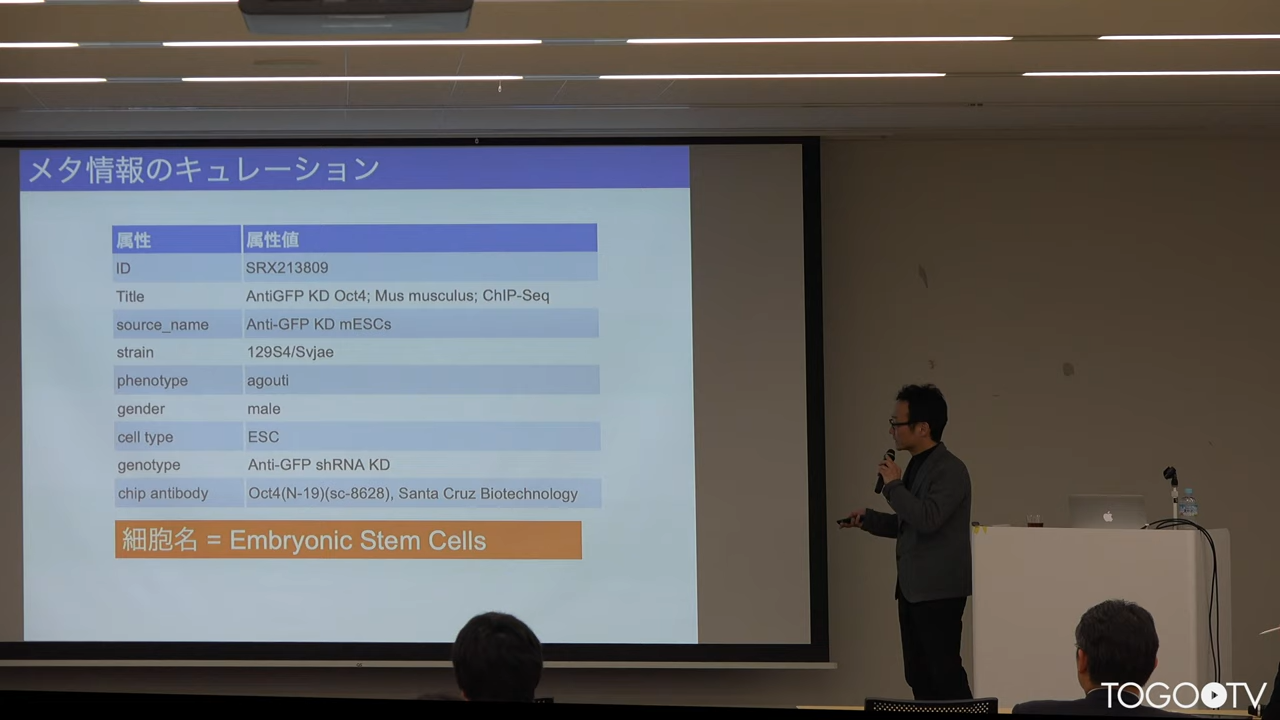 メタ情報のキュレーション
属性 属性値
ID SRX213809
Title AntiGFP KD Oct4; Mus musculus; ChIP-Seq
source_name Anti-GFP KD mESCs
strain 129S4/Svjae
phenotype agouti
gender male
cell type ESC
genotype Anti-GFP shRNA KD
chip antibody Oct4(N-19)(sc-8628), Santa Cruz Biotechnology
細胞名 = Embryonic Stem Cells
TOGO TV